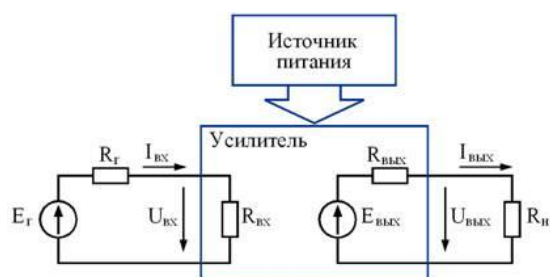 Источник
питания
Усилитель
Rг
Iвх
Rвых
Iвых
Eг
Uвх
Rвх
Eвых
Uвых
Rн